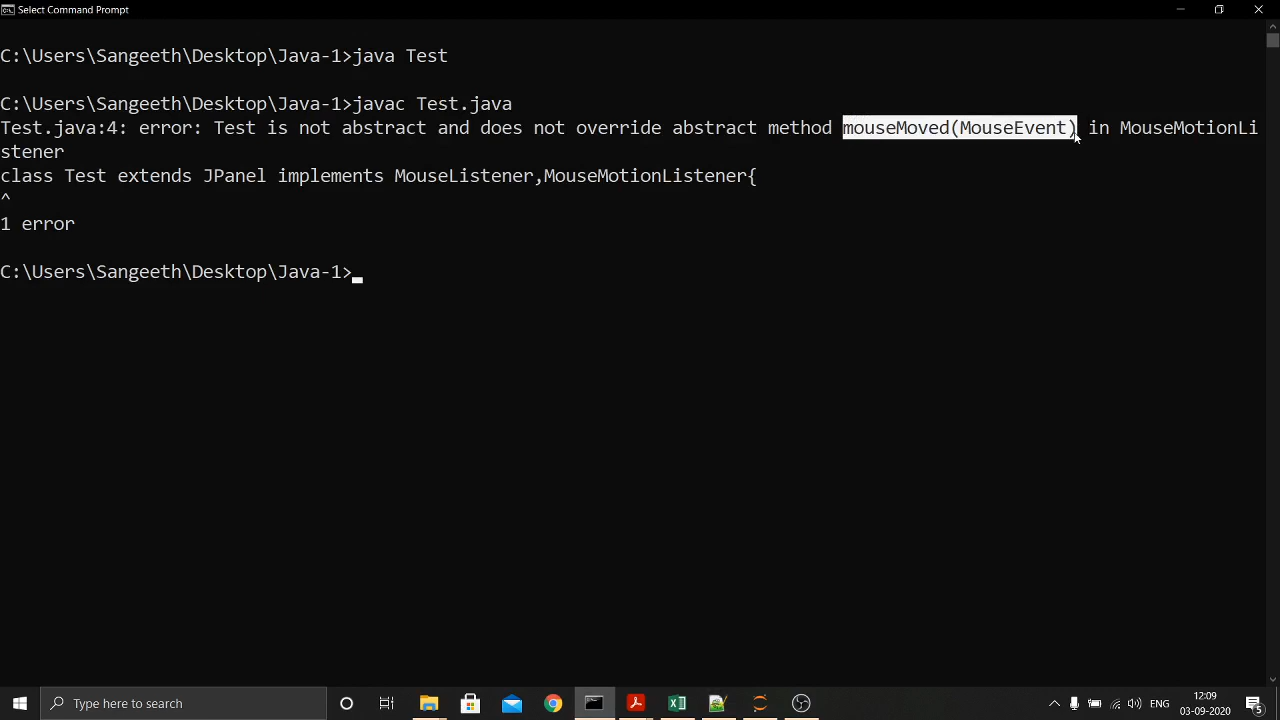 Select Command Prompt
C:\Users\Sangeeth\Desktop\Java-1>java Test
C:\Users\Sangeeth\Desktop\Java-1>javac Test.java
Test.java:4: error: Test is not abstract and does not override abstract method mouseMoved(MouseEvent) in MouseMotionLi
stener
class Test extends JPanel implements MouseListener,MouseMotionListener{
^
1 error
C:\Users\Sangeeth\Desktop\Java-1>
Type here to search
ENG
12:09
03-09-2020
5